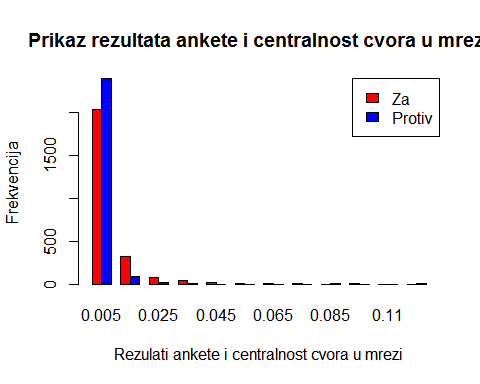 Prikaz rezultata ankete i centralnost cvora u mrez
Za
Protiv
Frekvencija
1500
500
0
0.005 0.025 0.045 0.065 0.085 0.11
Rezulati ankete i centralnost cvora u mrezi